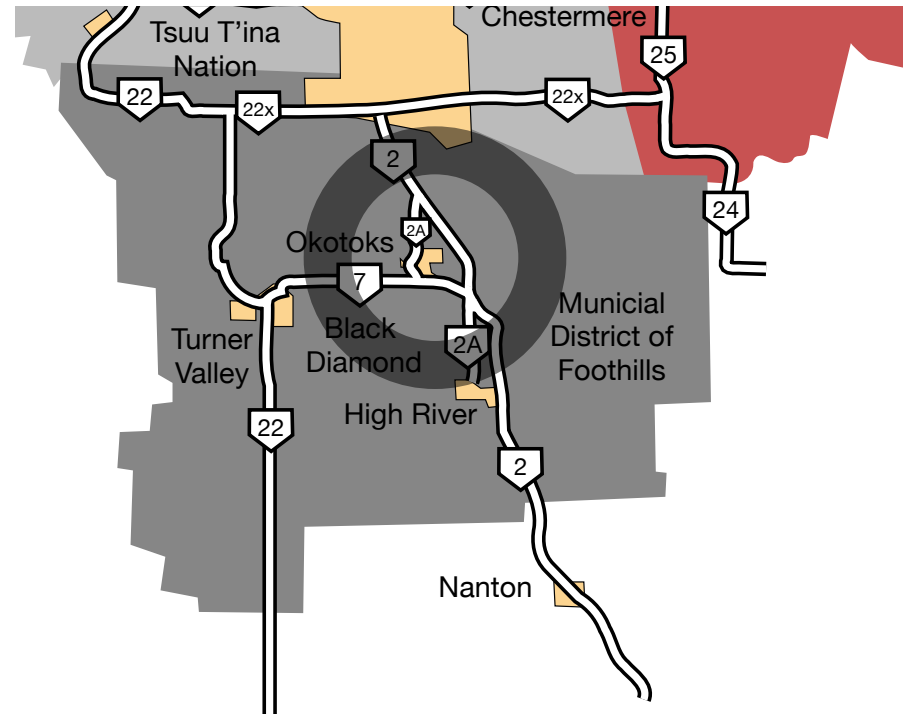 Chestermere
Tsuu T’ina
Nation
25
22
22x
22x
2
24
2A
Okotoks
7
Municial
District of
Foothills
Black
Diamond
Turner
Valley
2A
High River
22
2
Nanton